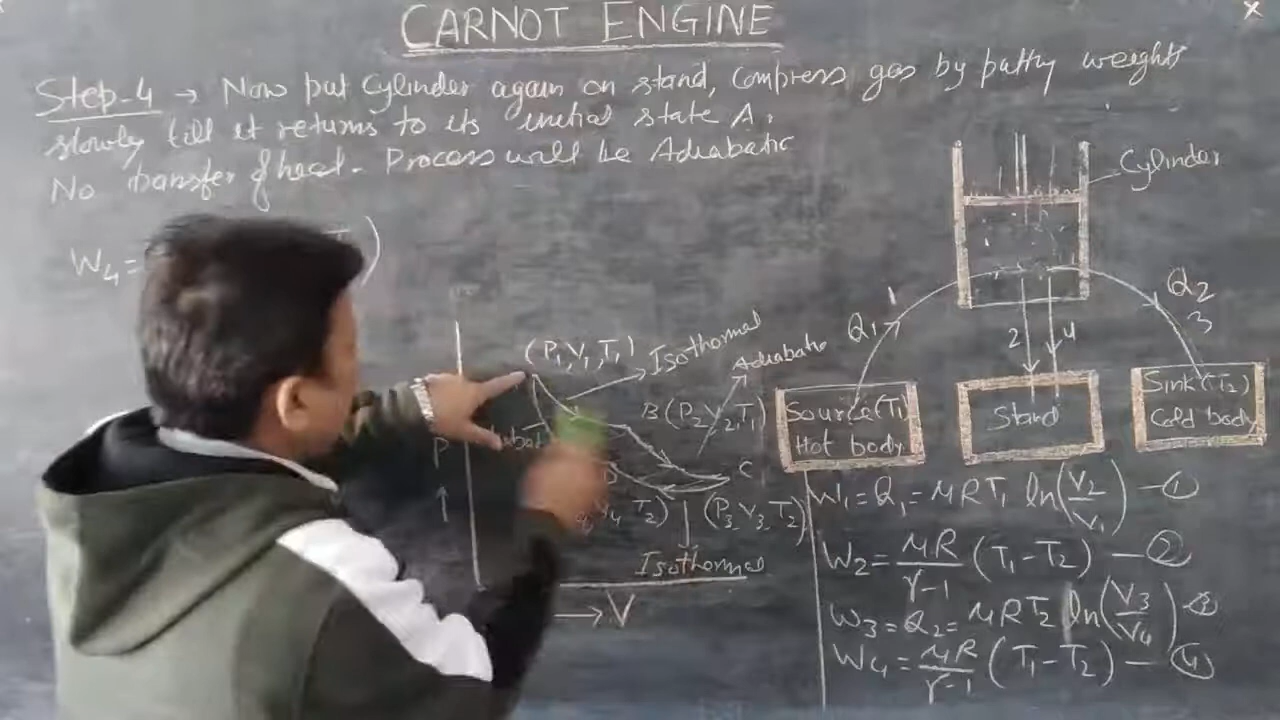 CARNOT ENGINE
Step-4 → Now put Cylinder again on stand, compress gas by putting weights
slowly till it returns to its initial state A.
No transfer of heat. Process will be Adiabatic
W4=
)
Cylinder
Q1
1
2
4
Q2
3
Source (T1)
Hot body
Stand
Sink (T2)
Cold body
(P1, V1, T1)
Isothermal
Adiabatic
B (P2 V2, T1)
C
P
T2)
(P3, V3, T2)
Isothermal
→ V
W1 = Q1 = μRT1 ln(V2/V1) — ①
W2 = μR/γ-1 (T1-T2) — ②
W3 = Q2 = μRT2 ln(V3/V4) - ③
W4 = μR/γ-1 (T1-T2) — ④